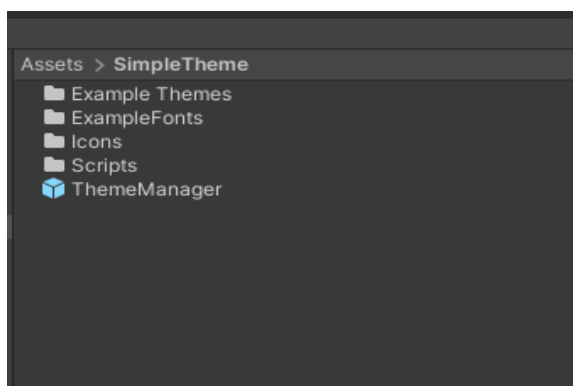 Assets > SimpleTheme
Example Themes
ExampleFonts
Icons
Scripts
ThemeManager